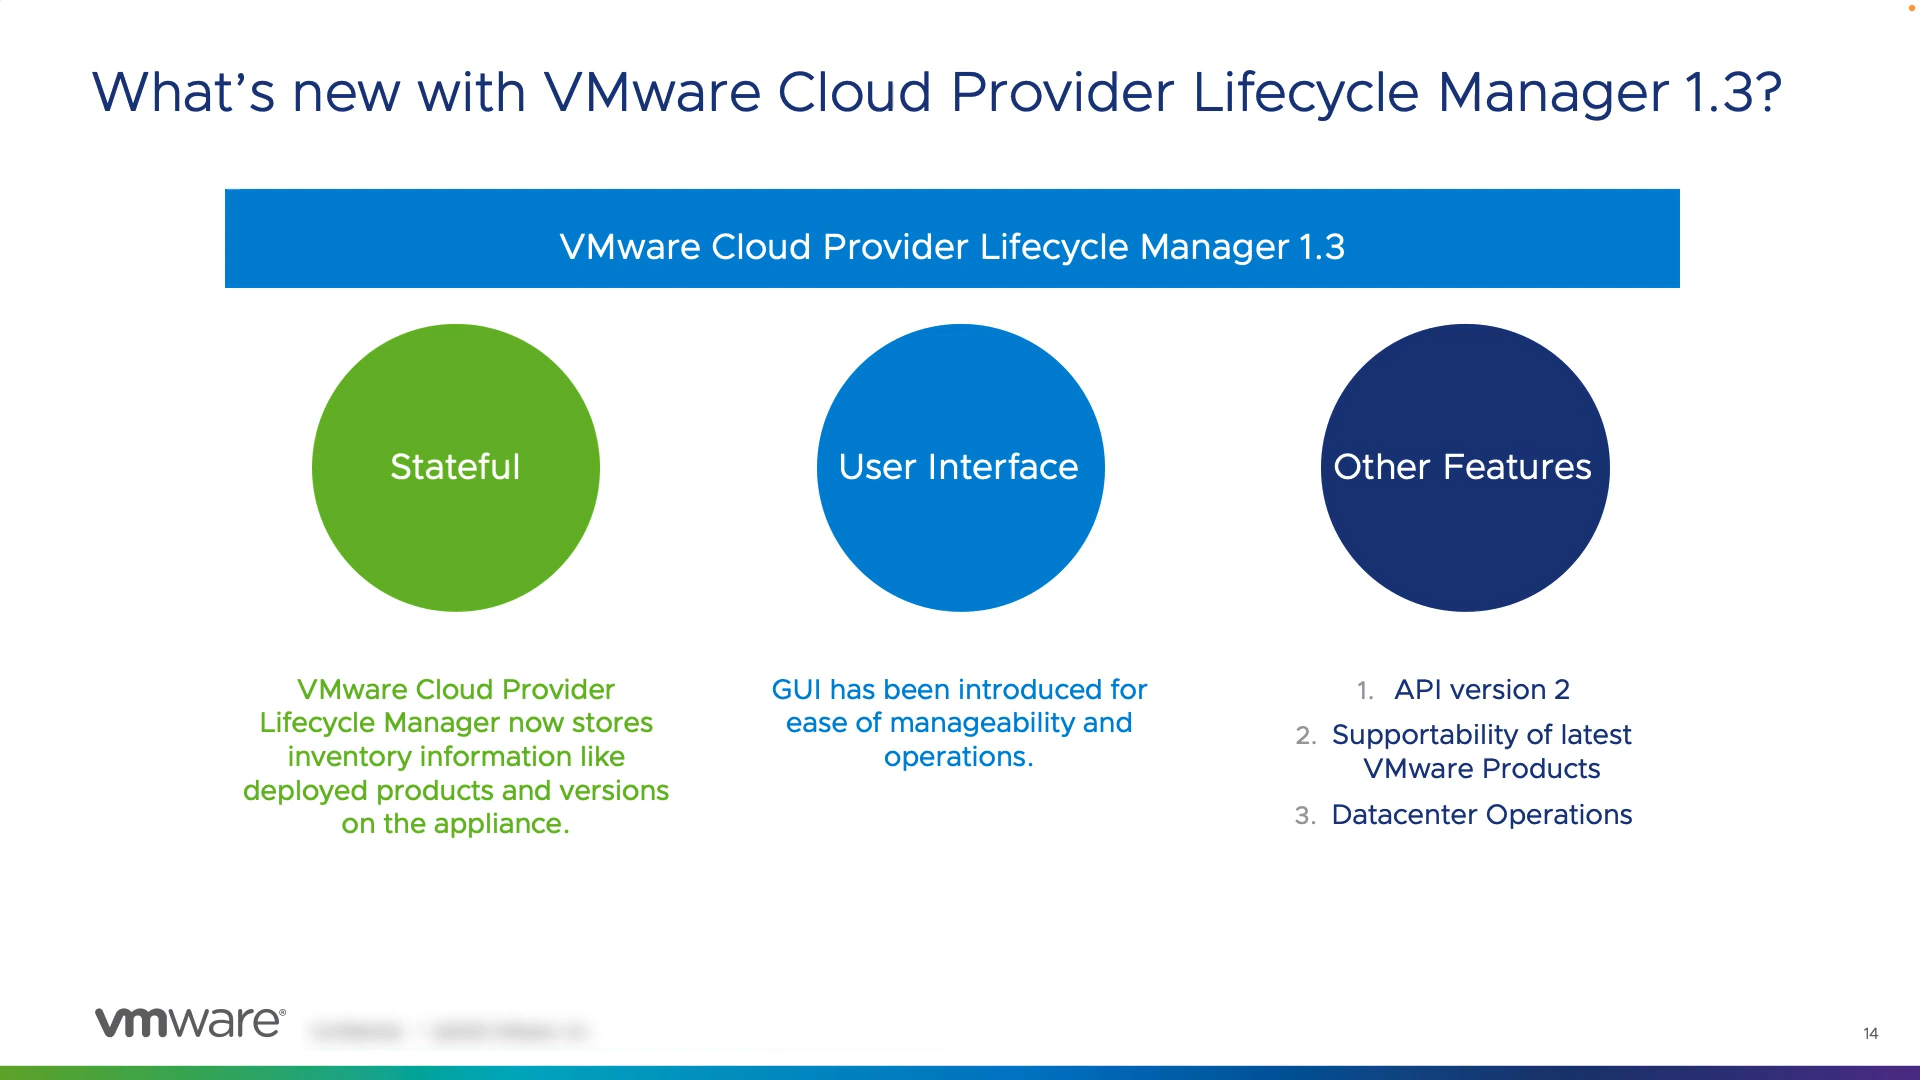 What’s new with VMware Cloud Provider Lifecycle Manager 1.3?
VMware Cloud Provider Lifecycle Manager 1.3
Stateful
User Interface
Other Features
VMware Cloud Provider
Lifecycle Manager now stores
inventory information like
deployed products and versions
on the appliance.
GUI has been introduced for
ease of manageability and
operations.
1. API version 2
2. Supportability of latest
VMware Products
3. Datacenter Operations
vmware®
14